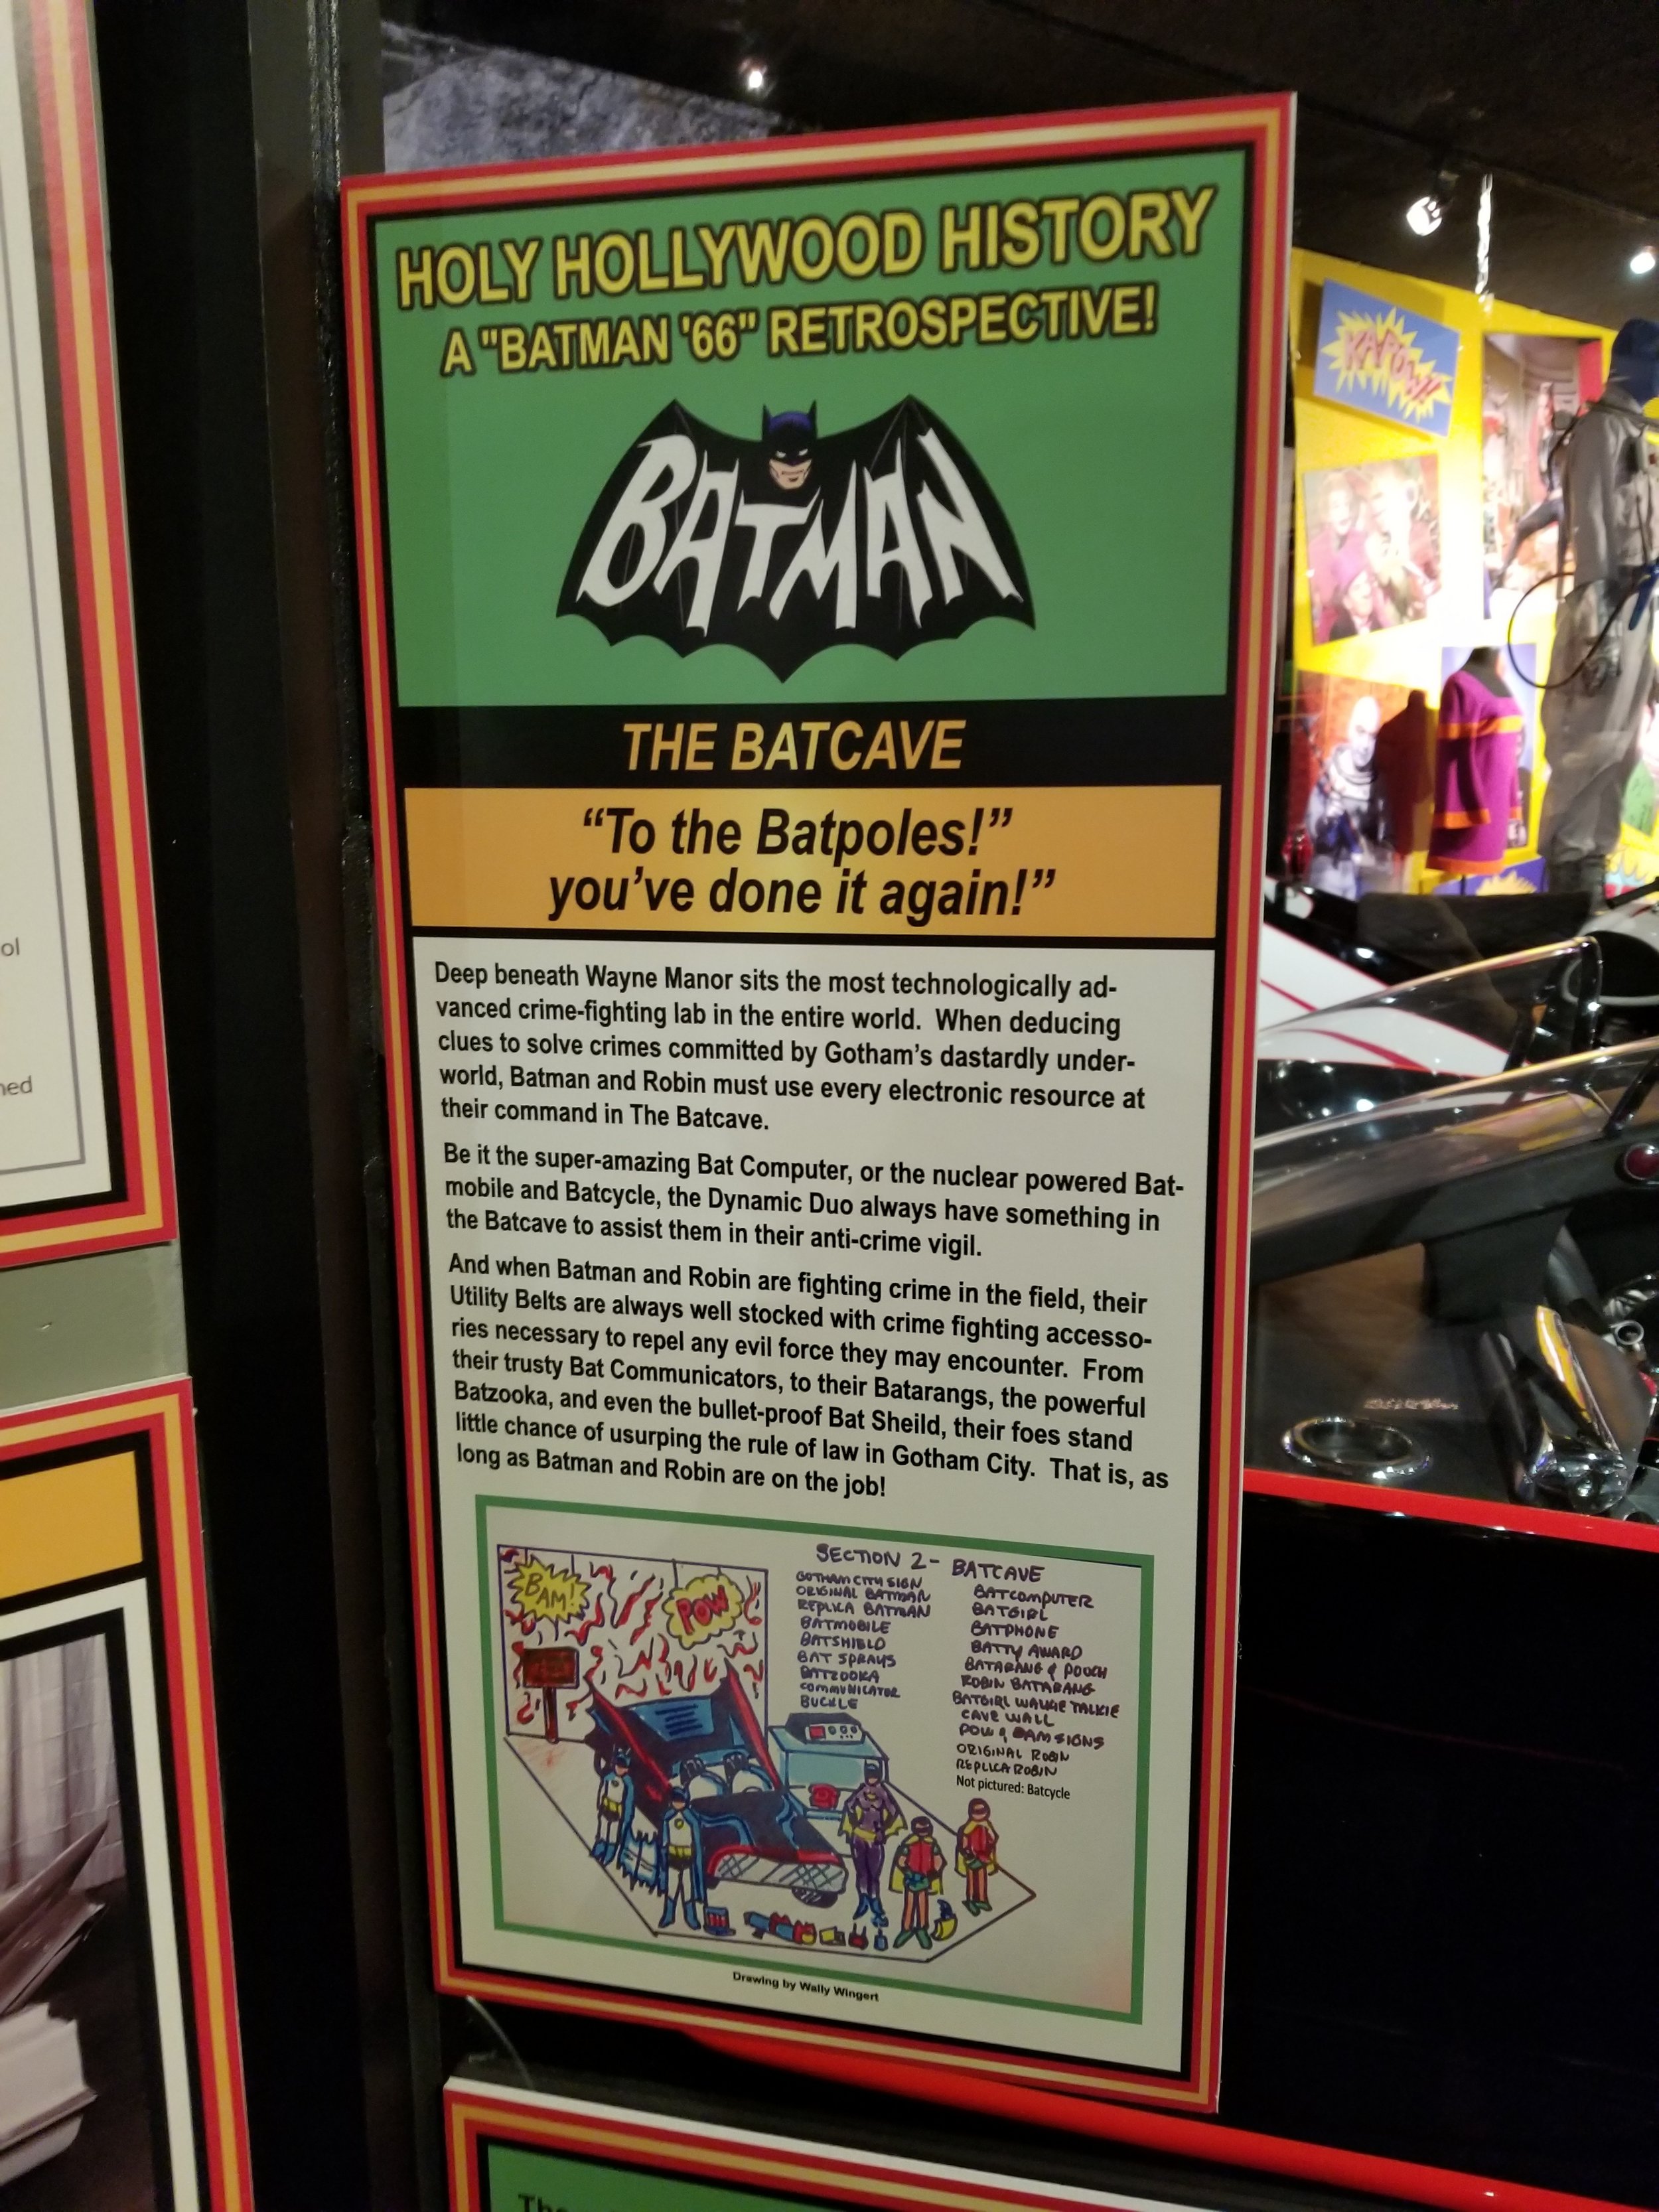 HOLY HOLLYWOOD HISTORY
A "BATMAN '66" RETROSPECTIVE!
BATMAN
THE BATCAVE
“To the Batpoles!”
you’ve done it again!”
Deep beneath Wayne Manor sits the most technologically ad-
vanced crime-fighting lab in the entire world. When deducing
clues to solve crimes committed by Gotham’s dastardly under-
world, Batman and Robin must use every electronic resource at
their command in The Batcave.
Be it the super-amazing Bat Computer, or the nuclear powered Bat-
mobile and Batcycle, the Dynamic Duo always have something in
the Batcave to assist them in their anti-crime vigil.
And when Batman and Robin are fighting crime in the field, their
Utility Belts are always well stocked with crime fighting accesso-
ries necessary to repel any evil force they may encounter. From
their trusty Bat Communicators, to their Batarangs, the powerful
Batzooka, and even the bullet-proof Bat Sheild, their foes stand
little chance of usurping the rule of law in Gotham City. That is, as
long as Batman and Robin are on the job!
BAM!
POW
SECTION 2- BATCAVE
GOTHAM CITY SIGN
ORIGINAL BATMAN
REPLICA BATMAN
BATMOBILE
BATSHIELD
BAT SPRAYS
BATZOOKA
COMMUNICATOR
BUCKLE
BATCOMPUTER
BATGIRL
BATPHONE
BATTY AWARD
BATARANG & POUCH
ROBIN BATARANG
BATGIRL WALKIE TALKIE
CAVE WALL
POW & BAM SIGNS
ORIGINAL ROBIN
REPLICA ROBIN
Not pictured: Batcycle
Drawing by Wally Wingert
KAPOW!!
ol
ned